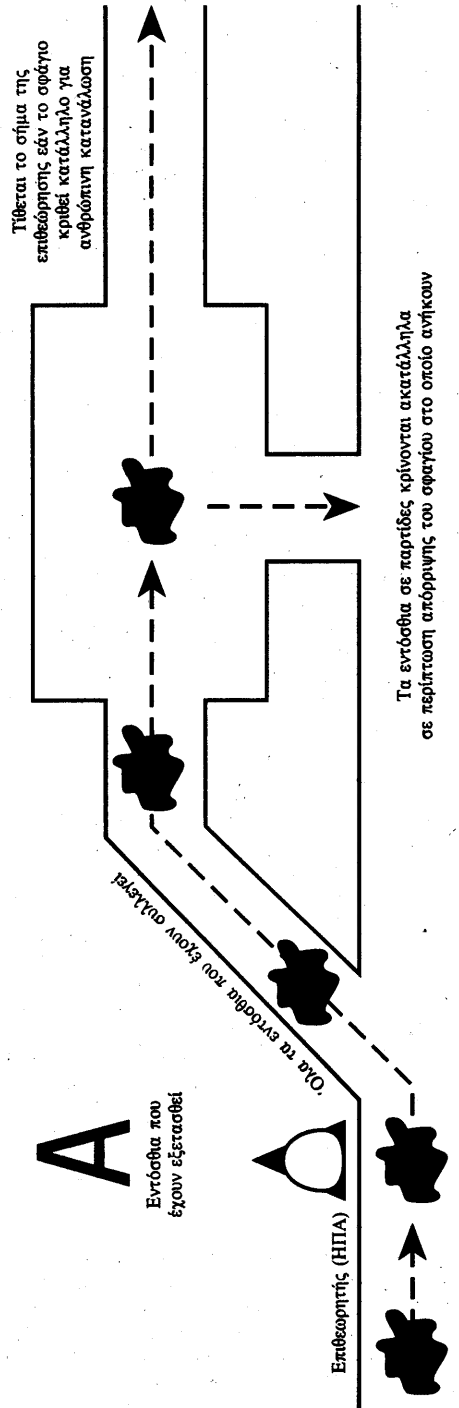 Α
Εντόσθια που
έχουν εξετασθεί
Επιθεωρητής (ΗΠΑ)
Όλα τα εντόσθια που έχουν συλλεγεί
Τίθεται το σήμα της
επιθεώρησης εάν το σφάγιο
κριθεί κατάλληλο για
ανθρώπινη κατανάλωση
Τα εντόσθια σε παρτίδες κρίνονται ακατάλληλα
σε περίπτωση απόρριψης του σφαγίου στο οποίο ανήκουν